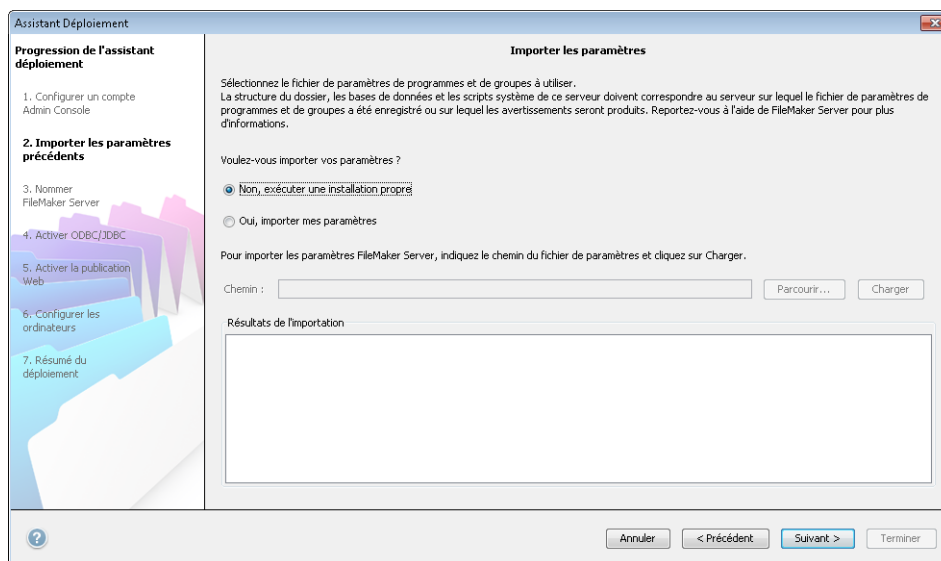 Assistant Déploiement
Progression de l'assistant
déploiement
1. Configurer un compte
Admin Console
2. Importer les paramètres
précédents
3. Nommer
FileMaker Server
4. Activer ODBC/JDBC
5. Activer la publication
Web
6. Configurer les
ordinateurs
7. Résumé du
déploiement
Importer les paramètres
Sélectionnez le fichier de paramètres de programmes et de groupes à utiliser.
La structure du dossier, les bases de données et les scripts système de ce serveur doivent correspondre au serveur sur lequel le fichier de paramètres de
programmes et de groupes a été enregistré ou sur lequel les avertissements seront produits. Reportez-vous à l'aide de FileMaker Server pour plus
d'informations.
Voulez-vous importer vos paramètres ?
Non, exécuter une installation propre
Oui, importer mes paramètres
Pour importer les paramètres FileMaker Server, indiquez le chemin du fichier de paramètres et cliquez sur Charger.
Chemin :
Parcourir...
Charger
Résultats de l'importation
?
Annuler
< Précédent
Suivant >
Terminer